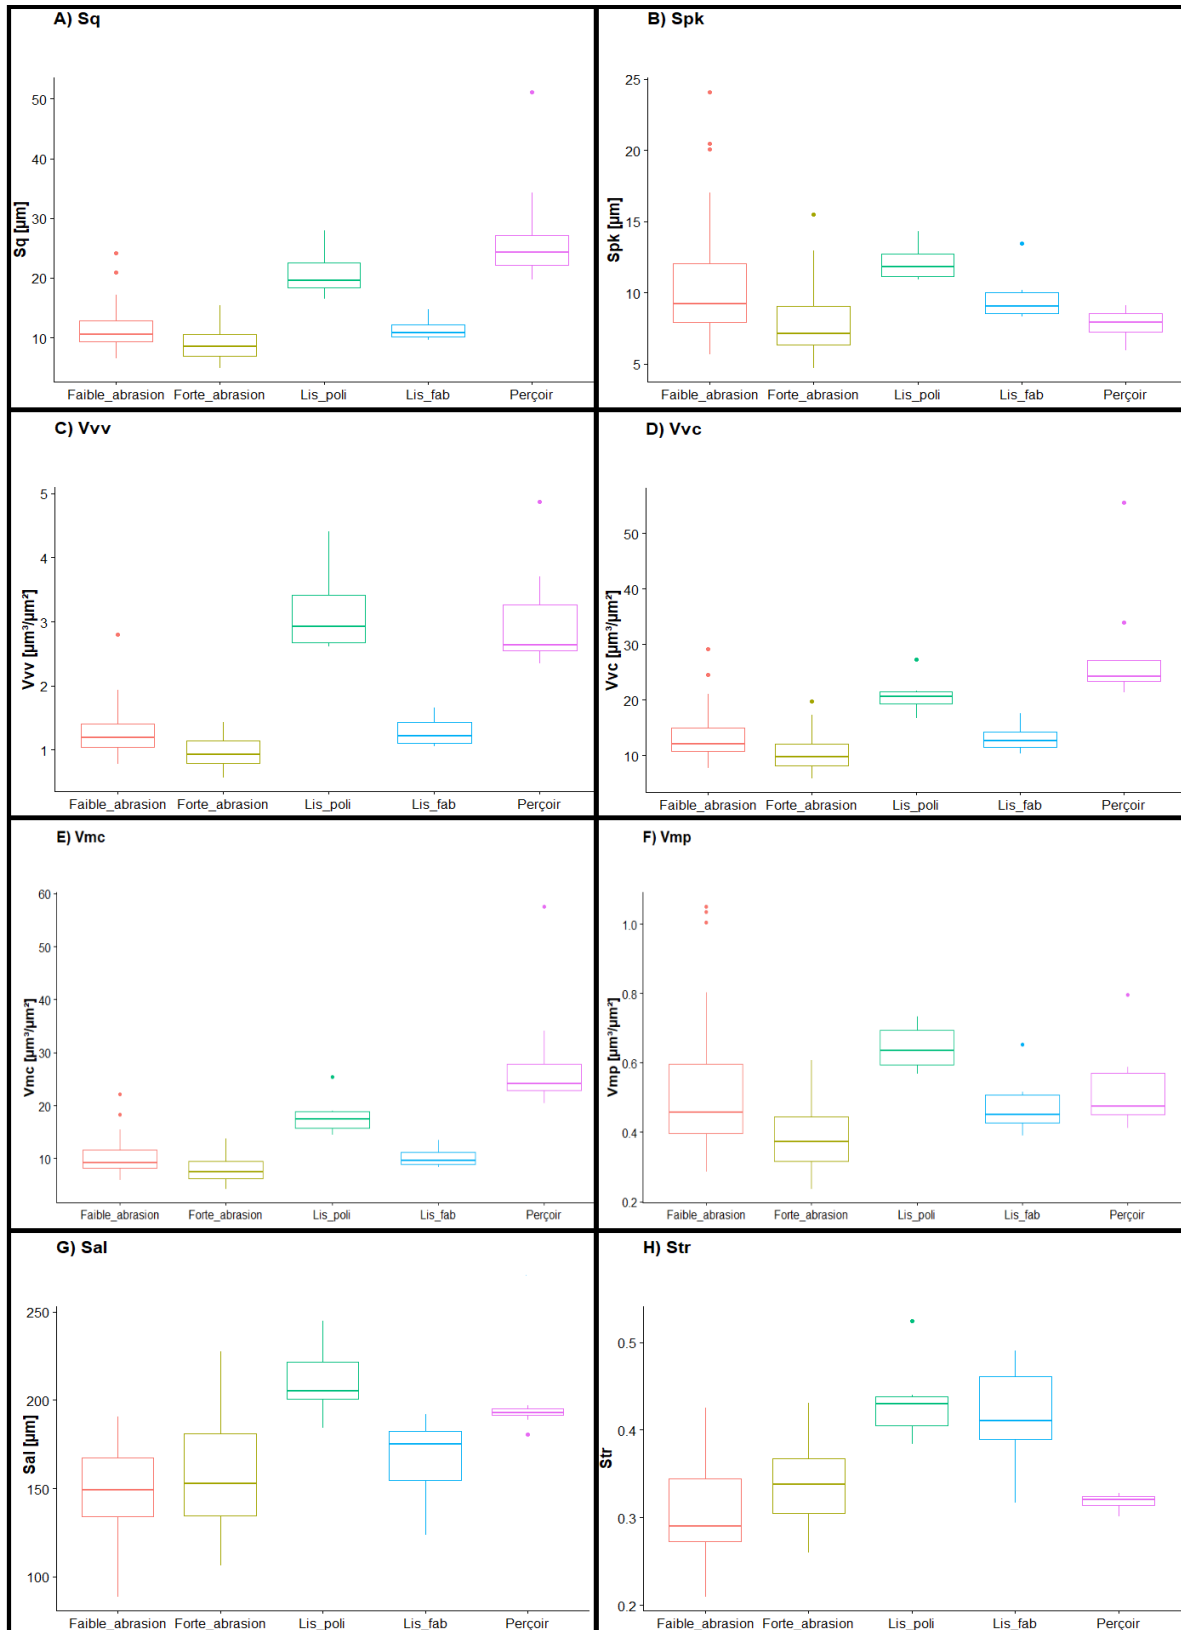 A) Sq
Sq [µm]
50
40
30
20
10
Faible_abrasion Forte_abrasion Lis_poli Lis_fab Perçoir
B) Spk
Spk [µm]
25
20
15
10
5
Faible_abrasion Forte_abrasion Lis_poli Lis_fab Perçoir
C) Vvv
Vvv [µm³/µm²]
5
4
3
2
1
Faible_abrasion Forte_abrasion Lis_poli Lis_fab Perçoir
D) Vvc
Vvc [µm³/µm²]
50
40
30
20
10
Faible_abrasion Forte_abrasion Lis_poli Lis_fab Perçoir
E) Vmc
Vmc [µm³/µm²]
60
50
40
30
20
10
Faible_abrasion Forte_abrasion Lis_poli Lis_fab Perçoir
F) Vmp
Vmp [µm³/µm²]
1.0
0.8
0.6
0.4
0.2
Faible_abrasion Forte_abrasion Lis_poli Lis_fab Perçoir
G) Sal
Sal [µm]
250
200
150
100
Faible_abrasion Forte_abrasion Lis_poli Lis_fab Perçoir
H) Str
Str
0.5
0.4
0.3
0.2
Faible_abrasion Forte_abrasion Lis_poli Lis_fab Perçoir